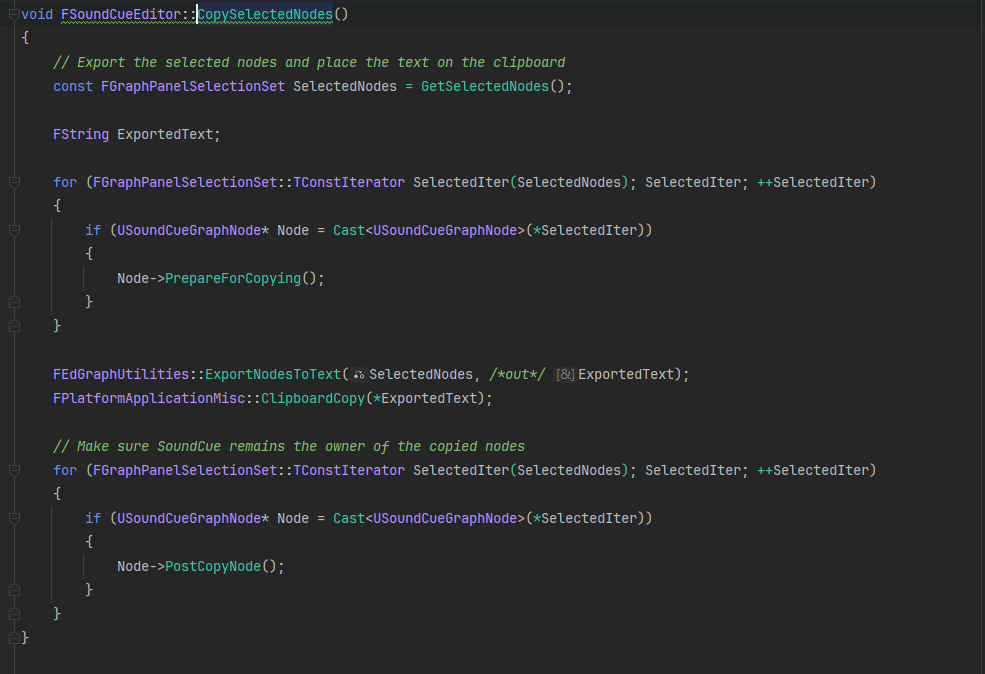 void FSoundCueEditor::CopySelectedNodes()
{
    // Export the selected nodes and place the text on the clipboard
    const FGraphPanelSelectionSet SelectedNodes = GetSelectedNodes();

    FString ExportedText;

    for (FGraphPanelSelectionSet::TConstIterator SelectedIter(SelectedNodes); SelectedIter; ++SelectedIter)
    {
        if (USoundCueGraphNode* Node = Cast<USoundCueGraphNode>(*SelectedIter))
        {
            Node->PrepareForCopying();
        }
    }

    FEdGraphUtilities::ExportNodesToText(SelectedNodes, /*out*/ [&]ExportedText);
    FPlatformApplicationMisc::ClipboardCopy(*ExportedText);

    // Make sure SoundCue remains the owner of the copied nodes
    for (FGraphPanelSelectionSet::TConstIterator SelectedIter(SelectedNodes); SelectedIter; ++SelectedIter)
    {
        if (USoundCueGraphNode* Node = Cast<USoundCueGraphNode>(*SelectedIter))
        {
            Node->PostCopyNode();
        }
    }
}